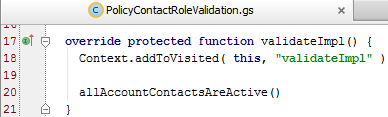 PolicyContactRoleValidation.gs
17 override protected function validateImpl() {
18 Context.addToVisited( this, "validateImpl" )
19
20 allAccountContactsAreActive()
21 }